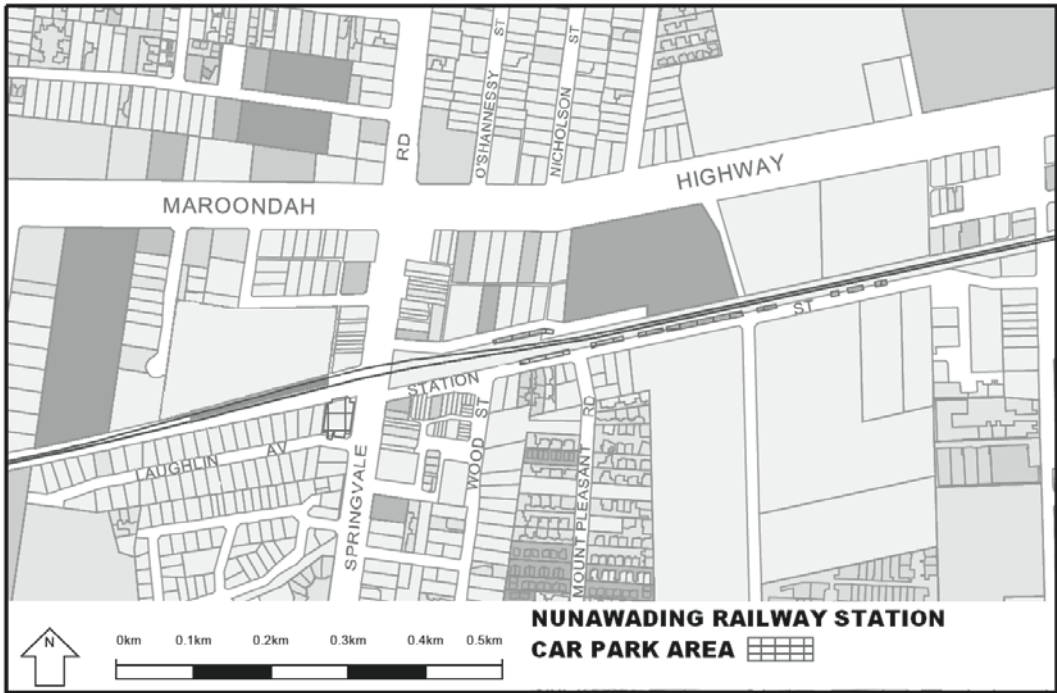 O'SHANNESSY ST
NICHOLSON ST
RD
HIGHWAY
MAROONDAH
ST
STATION
WOOD ST
MOUNT PLEASANT RD
LAUGHLIN AV
SPRINGVALE
NUNAWADING RAILWAY STATION
CAR PARK AREA
N
0km 0.1km 0.2km 0.3km 0.4km 0.5km